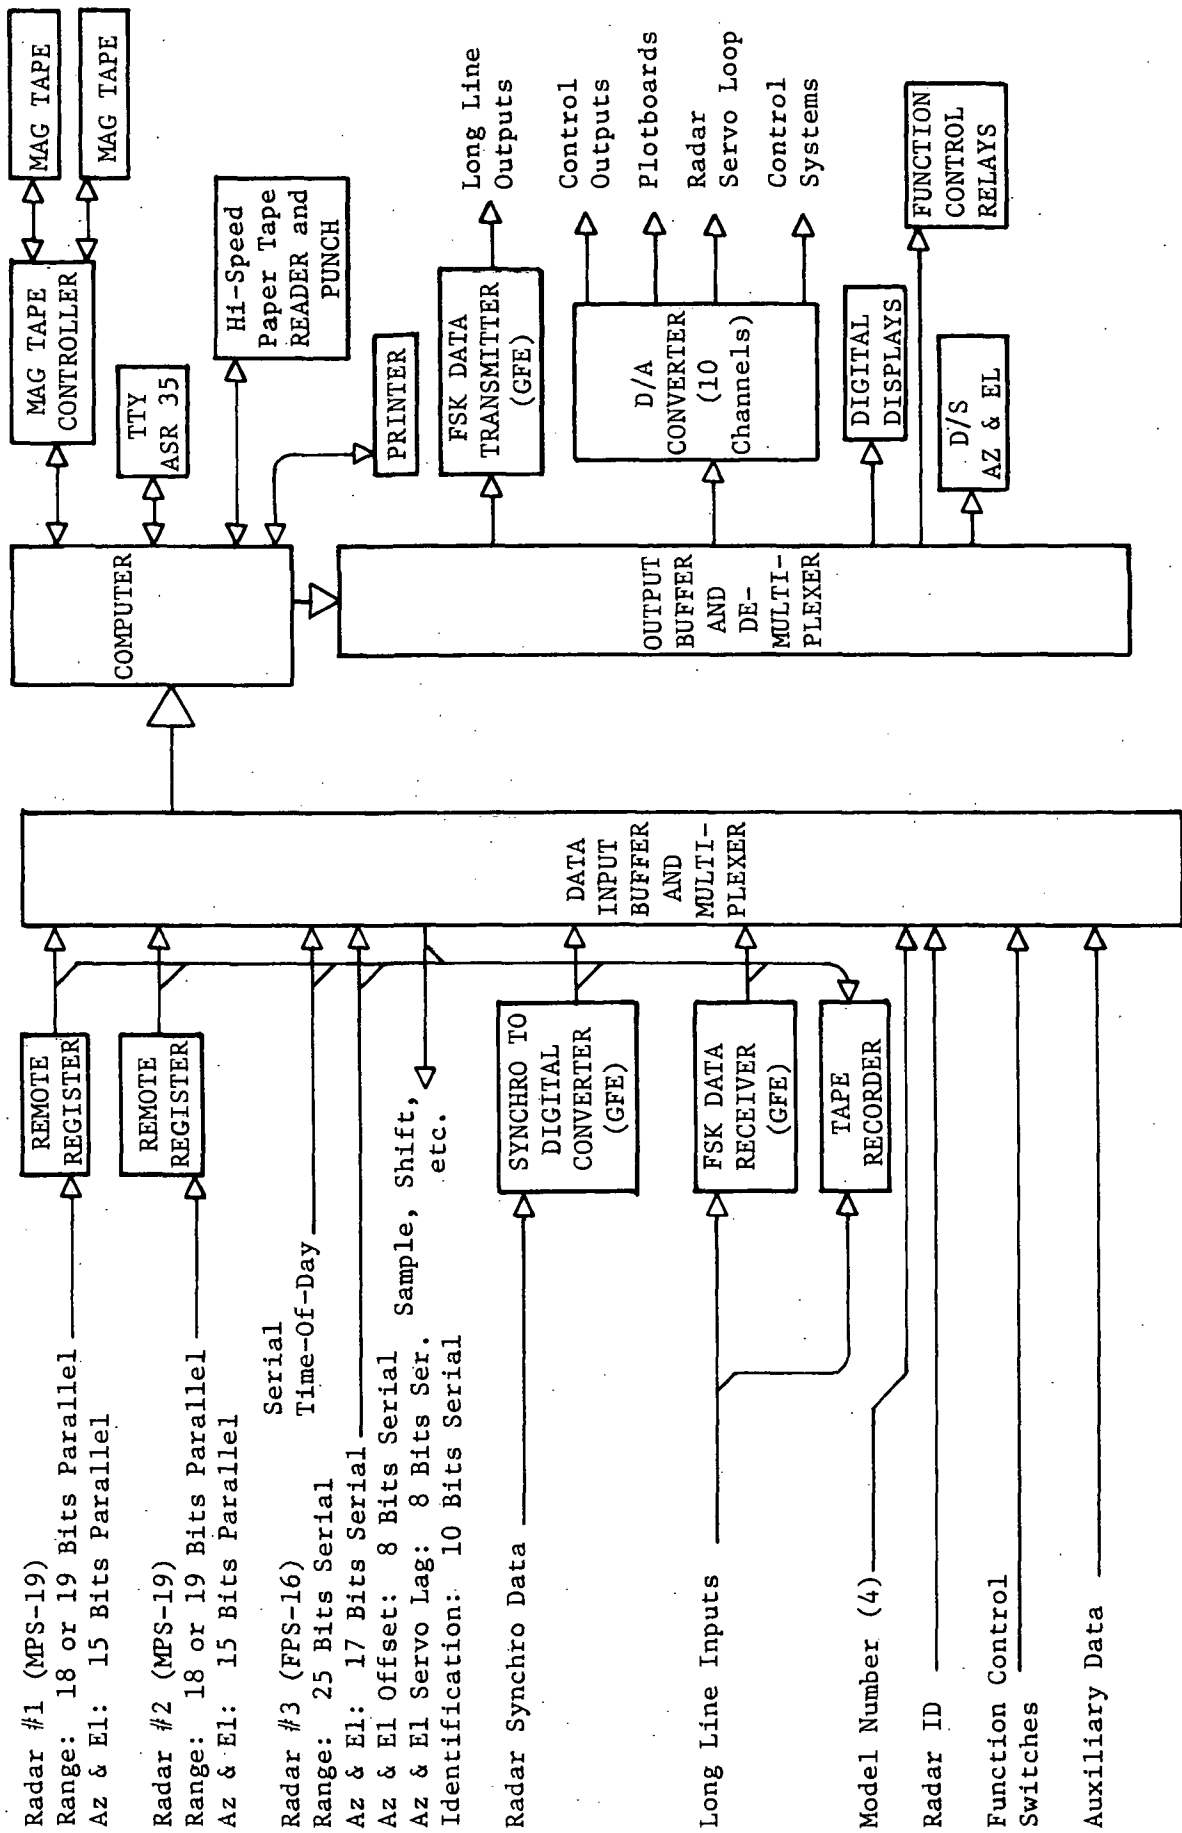 Radar #1 (MPS-19)
Range: 18 or 19 Bits Parallel
Az & El: 15 Bits Parallel
Radar #2 (MPS-19)
Range: 18 or 19 Bits Parallel
Az & El: 15 Bits Parallel
Serial
Time-Of-Day
Radar #3 (FPS-16)
Range: 25 Bits Serial
Az & El: 17 Bits Serial
Az & El Offset: 8 Bits Serial
Az & El Servo Lag: 8 Bits Ser.
Identification: 10 Bits Serial
Sample, Shift,
etc.
Radar Synchro Data
Long Line Inputs
Model Number (4)
Radar ID
Function Control
Switches
Auxiliary Data
REMOTE
REGISTER
REMOTE
REGISTER
SYNCHRO TO
DIGITAL
CONVERTER
(GFE)
FSK DATA
RECEIVER
(GFE)
TAPE
RECORDER
DATA
INPUT
BUFFER
AND
MULTI-
PLEXER
COMPUTER
OUTPUT
BUFFER
AND
DE-
MULTI-
PLEXER
MAG TAPE
CONTROLLER
MAG TAPE
MAG TAPE
TTY
ASR 35
Hi-Speed
Paper Tape
READER and
PUNCH
PRINTER
FSK DATA
TRANSMITTER
(GFE)
Long Line
Outputs
D/A
CONVERTER
(10
Channels)
Control
Outputs
Plotboards
Radar
Servo Loop
Control
Systems
DIGITAL
DISPLAYS
FUNCTION
CONTROL
RELAYS
D/S
AZ & EL